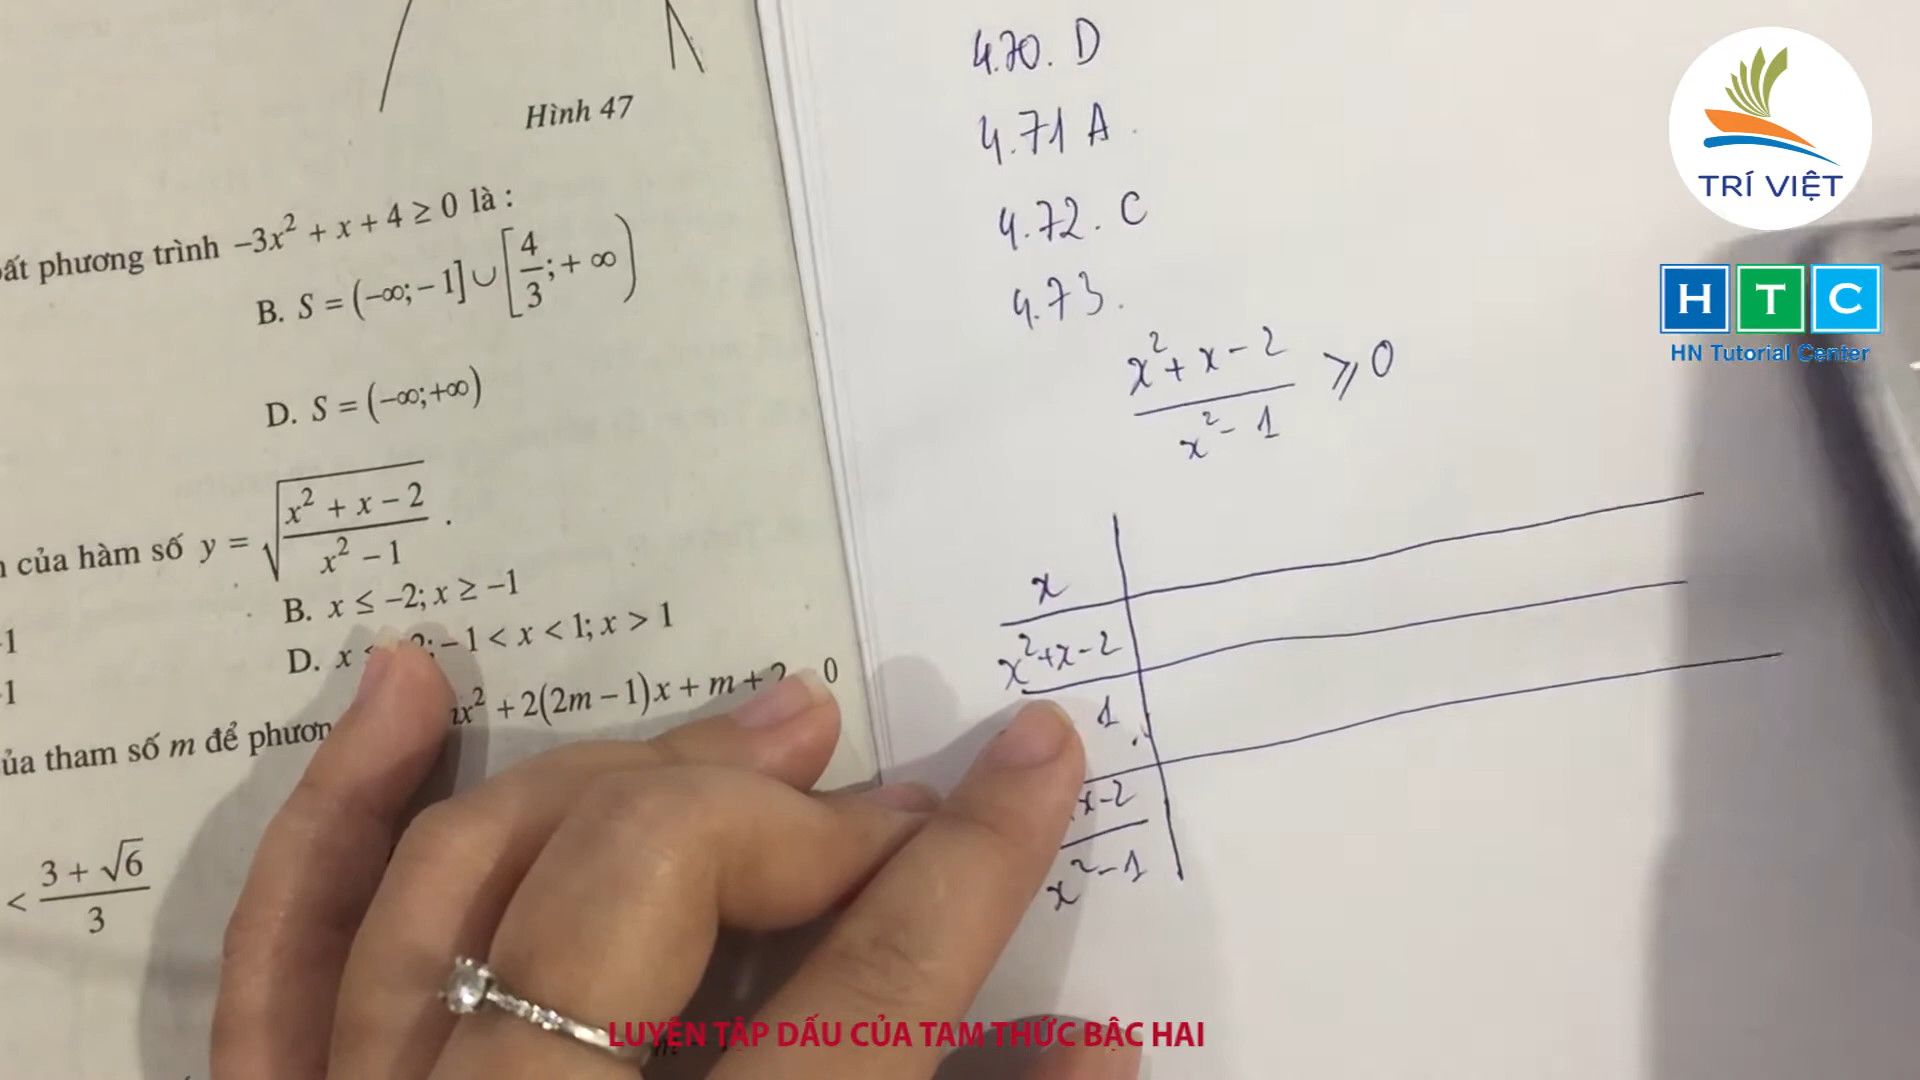 Hình 47
ất phương trình −3x² + x + 4 ≥ 0 là :
B. S = (−∞; −1] ∪ [4/3; +∞)
D. S = (−∞;+∞)
của hàm số y = √((x² + x − 2)/(x² − 1)) .
1
B. x ≤ −2; x ≥ −1
1
D. x 2; −1 < x < 1; x > 1
ủa tham số m để phươn x² + 2(2m − 1)x + m + 2 0
< (3 + √6)/3
4.70. D
4.71 A.
4.72. C
4.73.
(x² + x − 2)/(x² − 1) ≥ 0
x
x²+x−2
1
x−2
x²−1
TRÍ VIỆT
H T C
HN Tutorial Center
LUYỆN TẬP DẤU CỦA TAM THỨC BẬC HAI